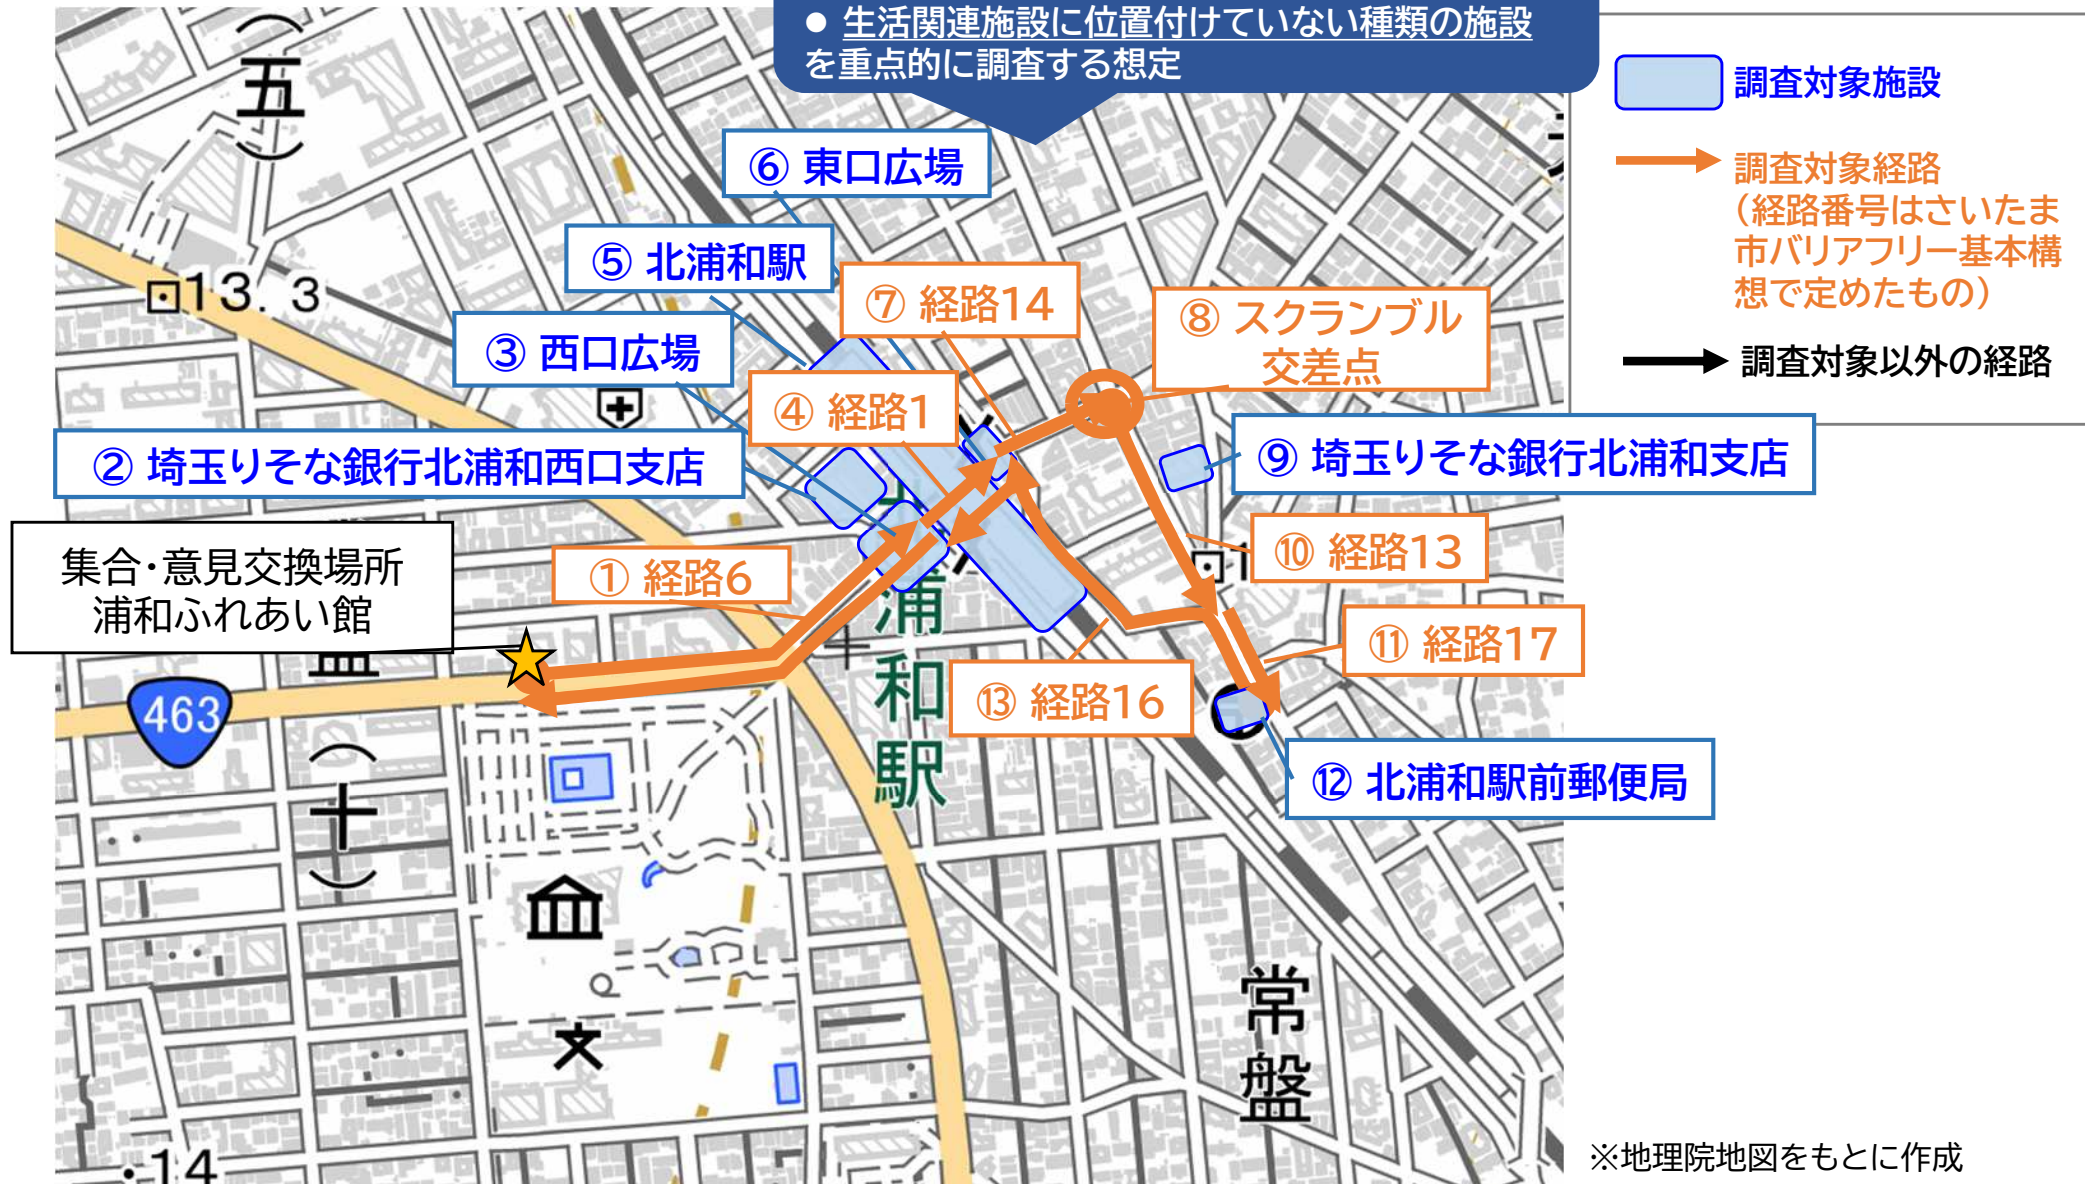 ● 生活関連施設に位置付けていない種類の施設
を重点的に調査する想定
調査対象施設
調査対象経路
（経路番号はさいたま
市バリアフリー基本構
想で定めたもの）
調査対象以外の経路
（五）
13.3
⑥ 東口広場
⑤ 北浦和駅
⑦ 経路14
⑧ スクランブル
交差点
③ 西口広場
④ 経路1
② 埼玉りそな銀行北浦和西口支店
⑨ 埼玉りそな銀行北浦和支店
集合・意見交換場所
浦和ふれあい館
① 経路6
⑩ 経路13
⑪ 経路17
⑬ 経路16
⑫ 北浦和駅前郵便局
463
浦和駅
（十）
常盤
・14
※地理院地図をもとに作成